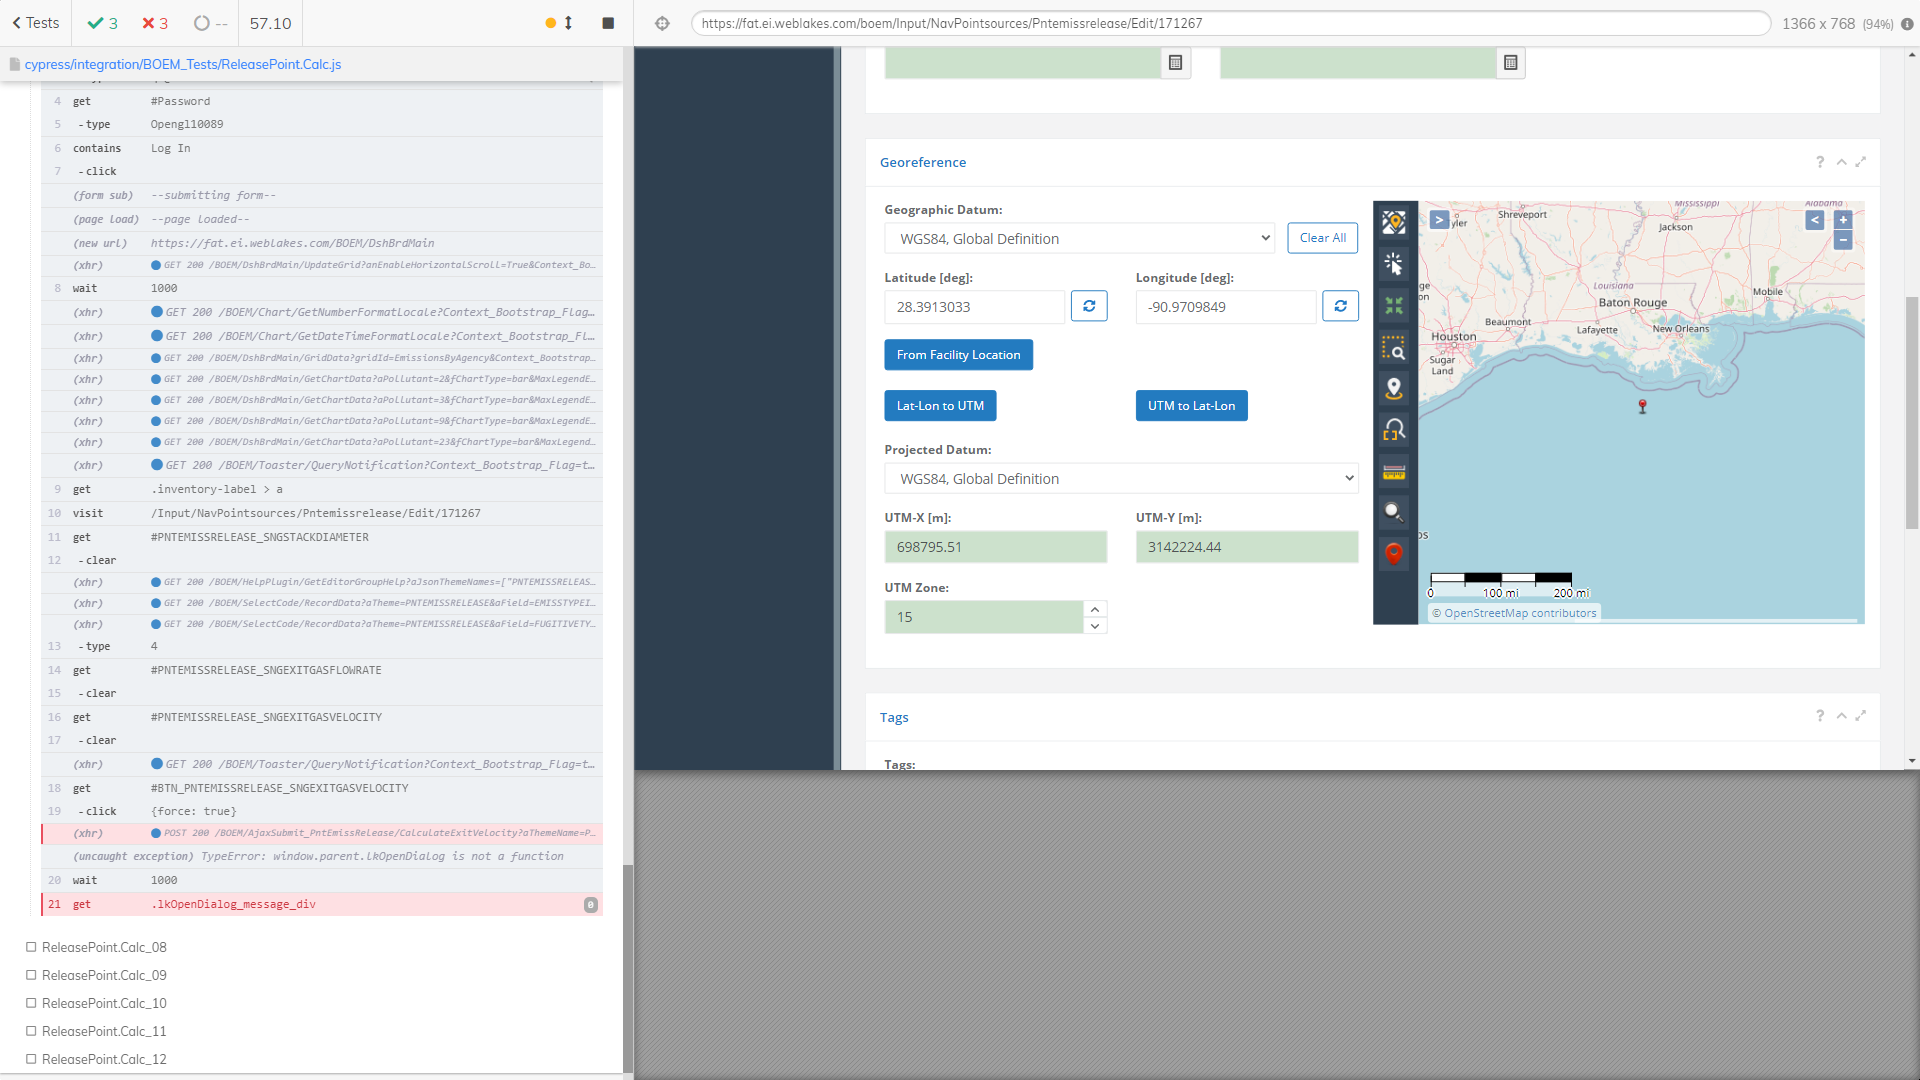 Tests
3
3
--
57.10
https://fat.ei.weblakes.com/boem/Input/NavPointsources/Pntemissrelease/Edit/171267
1366 x 768 (94%)
cypress/integration/BOEM_Tests/ReleasePoint.Calc.js
4 get #Password
5 -type Opengl10089
6 contains Log In
7 -click
(form sub) --submitting form--
(page load) --page loaded--
(new url) https://fat.ei.weblakes.com/BOEM/DshBrdMain
(xhr) GET 200 /BOEM/DshBrdMain/UpdateGrid?anEnableHorizontalScroll=True&Context_Bo...
8 wait 1000
(xhr) GET 200 /BOEM/Chart/GetNumberFormatLocale?Context_Bootstrap_Flag...
(xhr) GET 200 /BOEM/Chart/GetDateTimeFormatLocale?Context_Bootstrap_Fl...
(xhr) GET 200 /BOEM/DshBrdMain/GridData?gridId=EmissionsByAgency&Context_Bootstrap...
(xhr) GET 200 /BOEM/DshBrdMain/GetChartData?aPollutant=2&fChartType=bar&MaxLegendE...
(xhr) GET 200 /BOEM/DshBrdMain/GetChartData?aPollutant=3&fChartType=bar&MaxLegendE...
(xhr) GET 200 /BOEM/DshBrdMain/GetChartData?aPollutant=9&fChartType=bar&MaxLegendE...
(xhr) GET 200 /BOEM/DshBrdMain/GetChartData?aPollutant=23&fChartType=bar&MaxLegend...
(xhr) GET 200 /BOEM/Toaster/QueryNotification?Context_Bootstrap_Flag=t...
9 get .inventory-label > a
10 visit /Input/NavPointsources/Pntemissrelease/Edit/171267
11 get #PNTEMISSRELEASE_SNGSTACKDIAMETER
12 -clear
(xhr) GET 200 /BOEM/HelpPlugin/GetEditorGroupHelp?aJsonThemeNames=["PNTEMISSRELEAS...
(xhr) GET 200 /BOEM/SelectCode/RecordData?aTheme=PNTEMISSRELEASE&aField=EMISSTYPEI...
(xhr) GET 200 /BOEM/SelectCode/RecordData?aTheme=PNTEMISSRELEASE&aField=FUGITIVETY...
13 -type 4
14 get #PNTEMISSRELEASE_SNGEXITGASFLOWRATE
15 -clear
16 get #PNTEMISSRELEASE_SNGEXITGASVELOCITY
17 -clear
(xhr) GET 200 /BOEM/Toaster/QueryNotification?Context_Bootstrap_Flag=t...
18 get #BTN_PNTEMISSRELEASE_SNGEXITGASVELOCITY
19 -click {force: true}
(xhr) POST 200 /BOEM/AjaxSubmit_PntEmissRelease/CalculateExitVelocity?aThemeName=P...
(uncaught exception) TypeError: window.parent.lkOpenDialog is not a function
20 wait 1000
21 get .lkOpenDialog_message_div 0
ReleasePoint.Calc_08
ReleasePoint.Calc_09
ReleasePoint.Calc_10
ReleasePoint.Calc_11
ReleasePoint.Calc_12
Georeference
?
Geographic Datum:
WGS84, Global Definition
Clear All
Latitude [deg]:
Longitude [deg]:
28.3913033
-90.9709849
From Facility Location
Lat-Lon to UTM
UTM to Lat-Lon
Projected Datum:
WGS84, Global Definition
UTM-X [m]:
UTM-Y [m]:
698795.51
3142224.44
UTM Zone:
15
>
<
+
−
Mississippi
Alabama
yler
Shreveport
Jackson
Louisiana
Mobile
Baton Rouge
Beaumont
Lafayette
New Orleans
Houston
Sugar
Land
ge
on
os
0
100 mi
200 mi
© OpenStreetMap contributors
Tags
?
Tags: